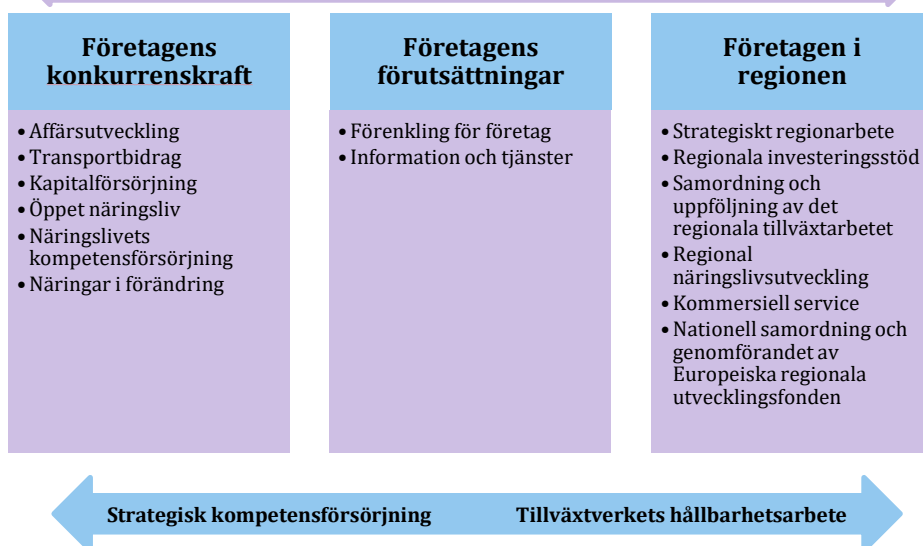 Företagens
konkurrenskraft
• Affärsutveckling
• Transportbidrag
• Kapitalförsörjning
• Öppet näringsliv
• Näringslivets
kompetensförsörjning
• Näringar i förändring
Företagens
förutsättningar
• Förenkling för företag
• Information och tjänster
Företagen i
regionen
• Strategiskt regionarbete
• Regionala investeringsstöd
• Samordning och
uppföljning av det
regionala tillväxtarbetet
• Regional
näringslivsutveckling
• Kommersiell service
• Nationell samordning och
genomförandet av
Europeiska regionala
utvecklingsfonden
Strategisk kompetensförsörjning Tillväxtverkets hållbarhetsarbete